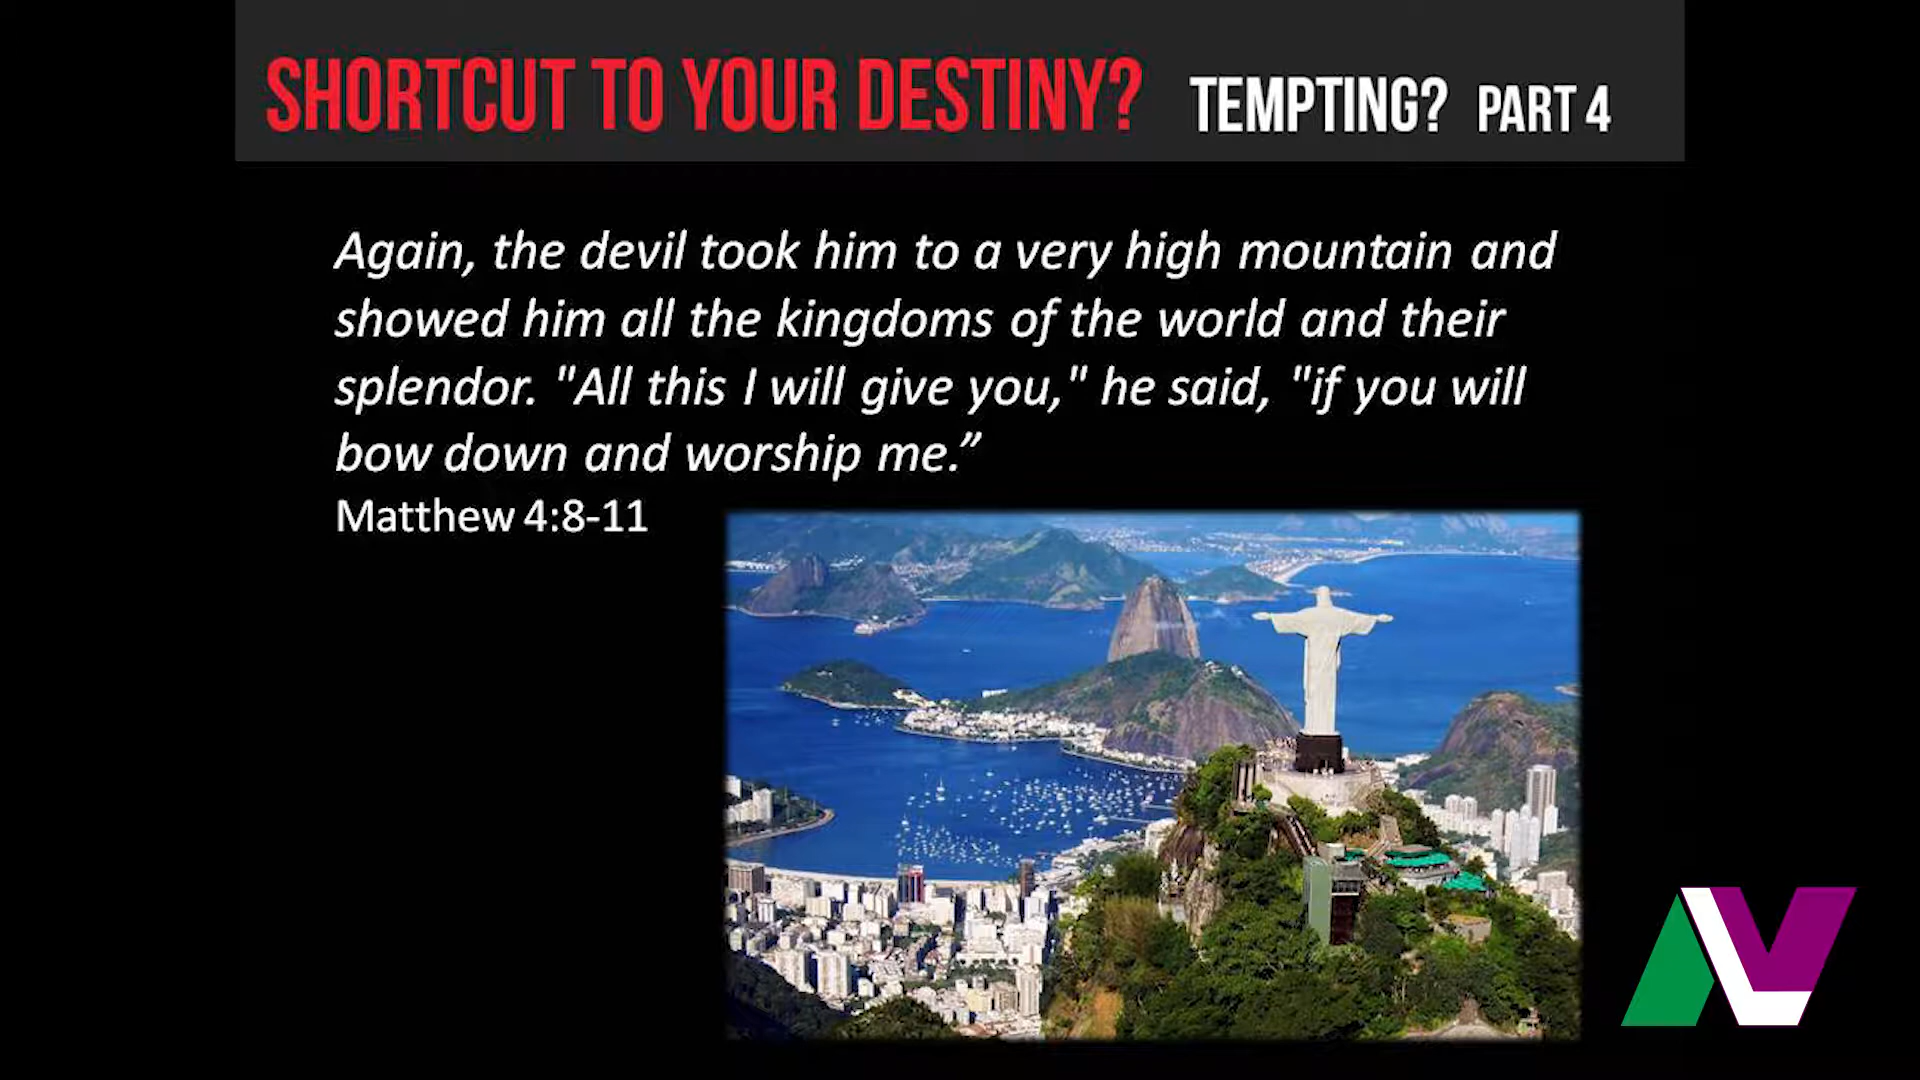 SHORTCUT TO YOUR DESTINY? TEMPTING? PART 4
Again, the devil took him to a very high mountain and
showed him all the kingdoms of the world and their
splendor. "All this I will give you," he said, "if you will
bow down and worship me.”
Matthew 4:8-11